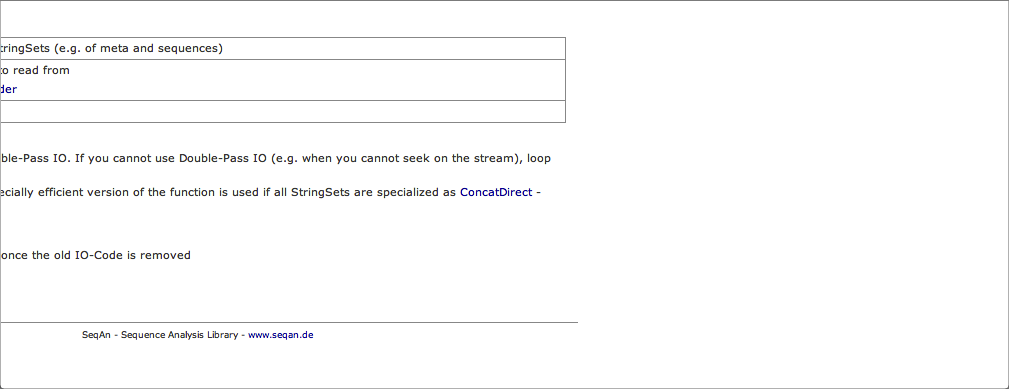 tringSets (e.g. of meta and sequences)
to read from
der
ble-Pass IO. If you cannot use Double-Pass IO (e.g. when you cannot seek on the stream), loop
ecially efficient version of the function is used if all StringSets are specialized as ConcatDirect -
once the old IO-Code is removed
SeqAn - Sequence Analysis Library - www.seqan.de